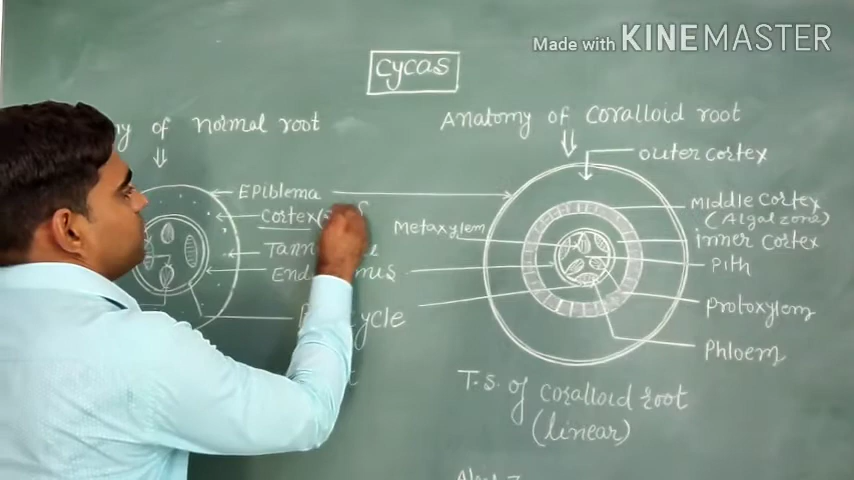 Made with KINEMASTER
Cycas
of normal root
Anatomy of Coralloid root
Epiblema
Cortex
outer cortex
Middle Cortex
(Algal zone)
Metaxylem
inner Cortex
Pith
Protoxylem
Phloem
T.S. of coralloid root
(linear)